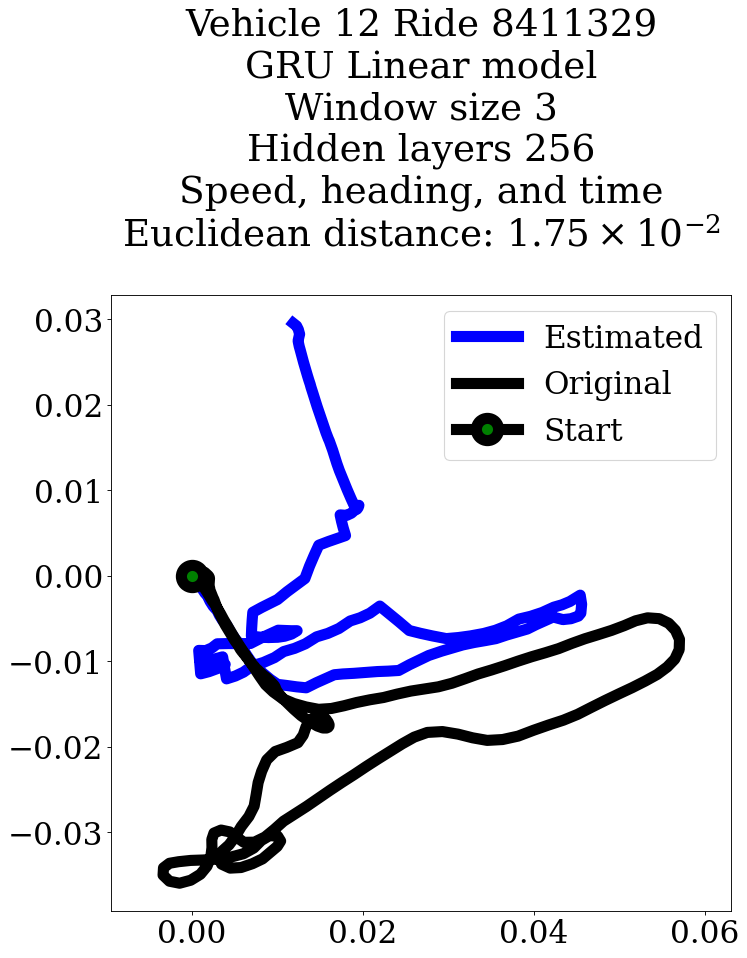 Vehicle 12 Ride 8411329
GRU Linear model
Window size 3
Hidden layers 256
Speed, heading, and time
Euclidean distance: 1.75 × 10⁻²
0.03
0.02
0.01
0.00
−0.01
−0.02
−0.03
Estimated
Original
Start
0.00 0.02 0.04 0.06